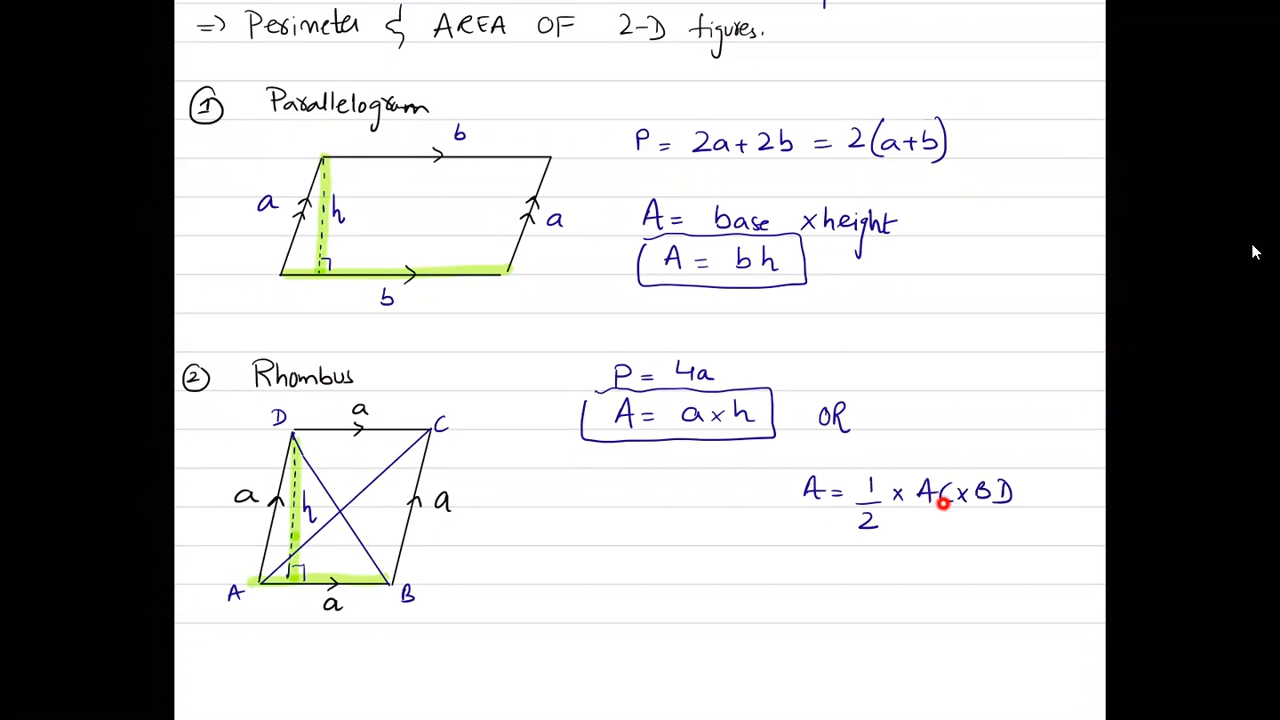 => Perimeter & AREA OF 2-D figures.
① Parallelogram
b
P = 2a+2b = 2(a+b)
a
h
a
A = base x height
A = bh
b
② Rhombus
P = 4a
A = a x h OR
D
a
C
a
h
a
A = 1/2 x AC x BD
A
a
B